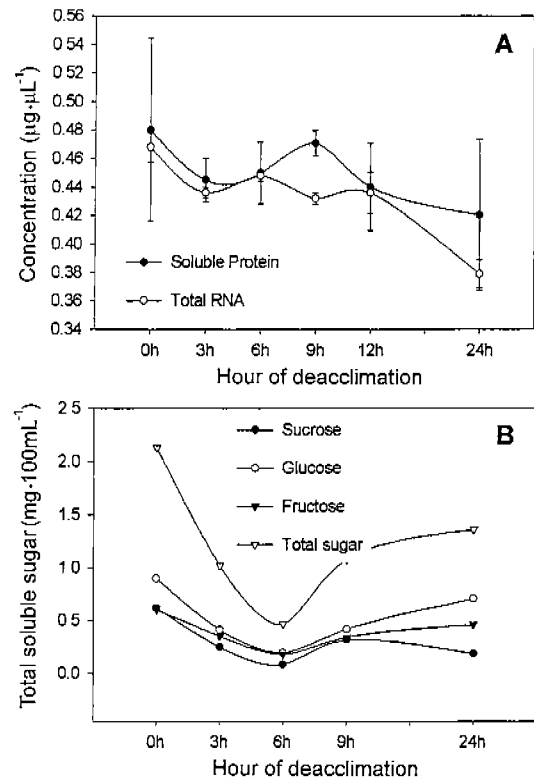 A
Concentration (µg·µL⁻¹)
0.56
0.54
0.52
0.50
0.48
0.46
0.44
0.42
0.40
0.38
0.36
0.34
Soluble Protein
Total RNA
0h 3h 6h 9h 12h 24h
Hour of deacclimation
B
Total soluble sugar (mg·100mL⁻¹)
2.5
2.0
1.5
1.0
0.5
0.0
Sucrose
Glucose
Fructose
Total sugar
0h 3h 6h 9h 24h
Hour of deacclimation